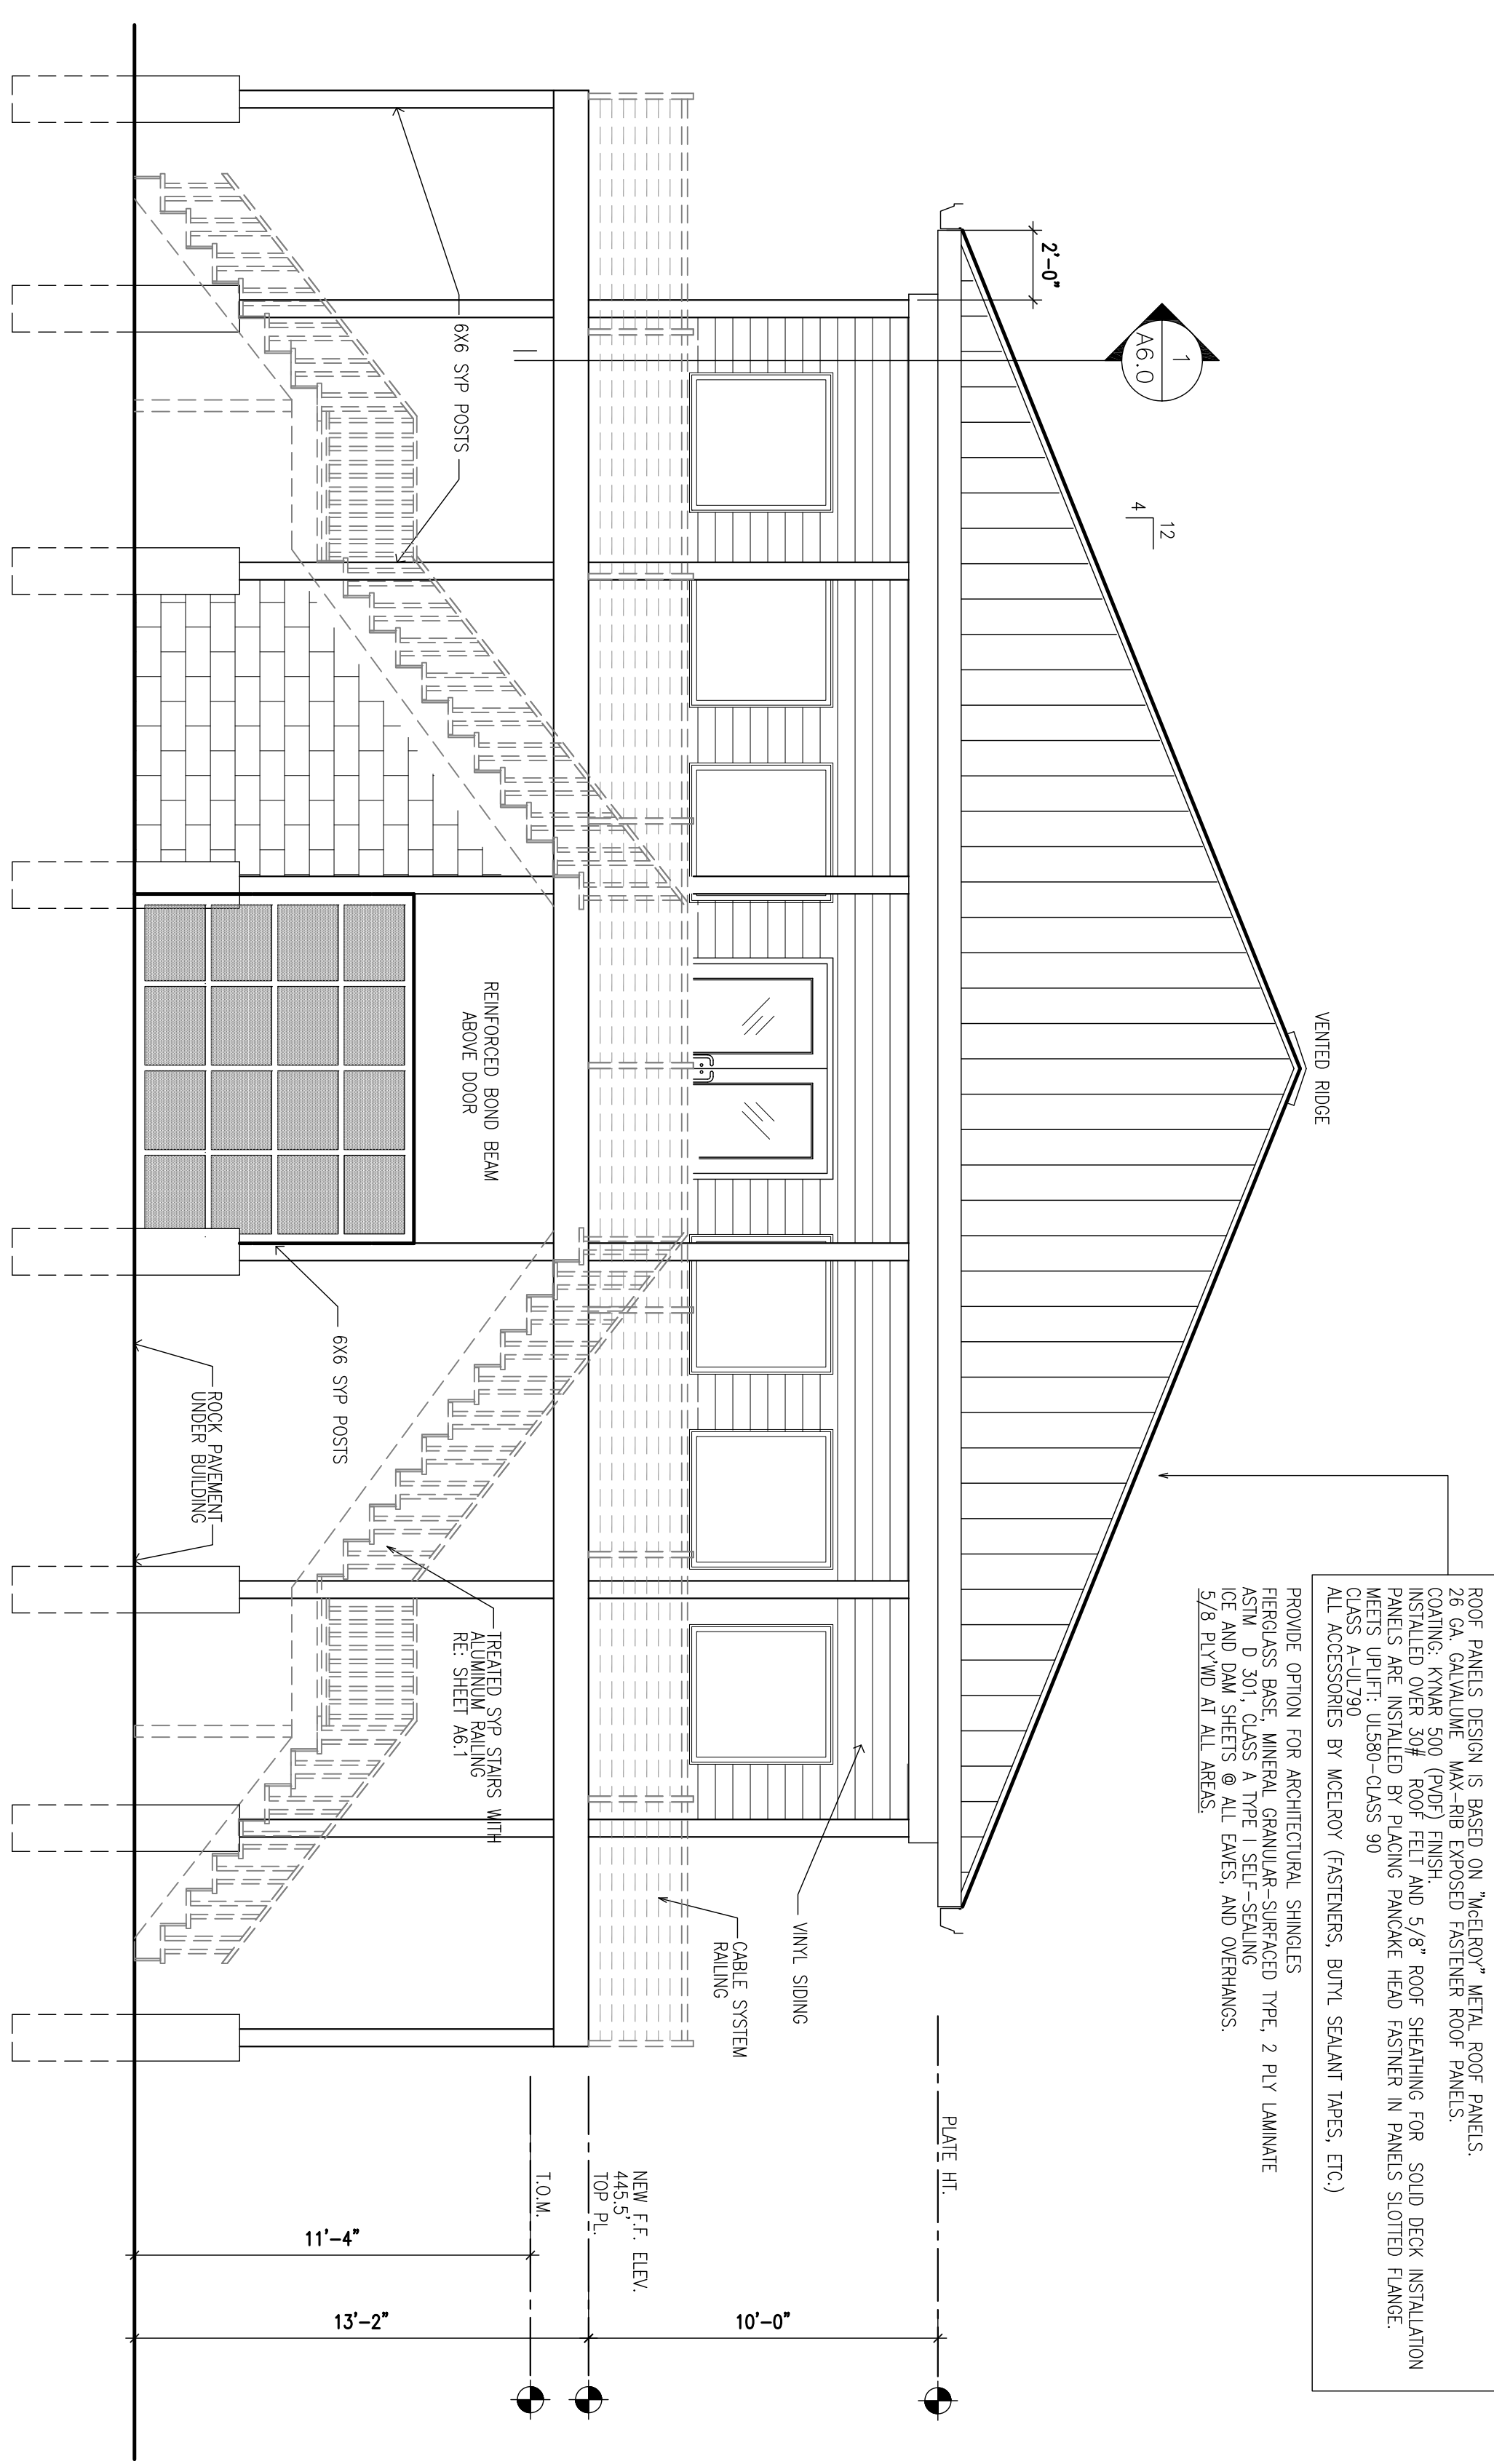 ROOF PANELS DESIGN IS BASED ON "McELROY" METAL ROOF PANELS.
26 GA. GALVALUME MAX-RIB EXPOSED FASTENER ROOF PANELS.
COATING: KYNAR 500 (PVDF) FINISH.
INSTALLED OVER 30# ROOF FELT AND 5/8" ROOF SHEATHING FOR SOLID DECK INSTALLATION
PANELS ARE INSTALLED BY PLACING PANCAKE HEAD FASTNER IN PANELS SLOTTED FLANGE.
MEETS UPLIFT: UL580-CLASS 90
CLASS A-UL790
ALL ACCESSORIES BY MCELROY (FASTENERS, BUTYL SEALANT TAPES, ETC.)
PROVIDE OPTION FOR ARCHITECTURAL SHINGLES
FIERGLASS BASE, MINERAL GRANULAR-SURFACED TYPE, 2 PLY LAMINATE
ASTM D 301, CLASS A TYPE I SELF-SEALING
ICE AND DAM SHEETS @ ALL EAVES, AND OVERHANGS.
5/8 PLY'WD AT ALL AREAS.
VENTED RIDGE
12
4
1
A6.0
2'-0"
PLATE HT.
VINYL SIDING
CABLE SYSTEM
RAILING
10'-0"
NEW F.F. ELEV.
445.5'
TOP PL.
T.O.M.
6X6 SYP POSTS
REINFORCED BOND BEAM
ABOVE DOOR
TREATED SYP STAIRS WITH
ALUMINUM RAILING
RE: SHEET A6.1
6X6 SYP POSTS
13'-2"
11'-4"
ROCK PAVEMENT
UNDER BUILDING